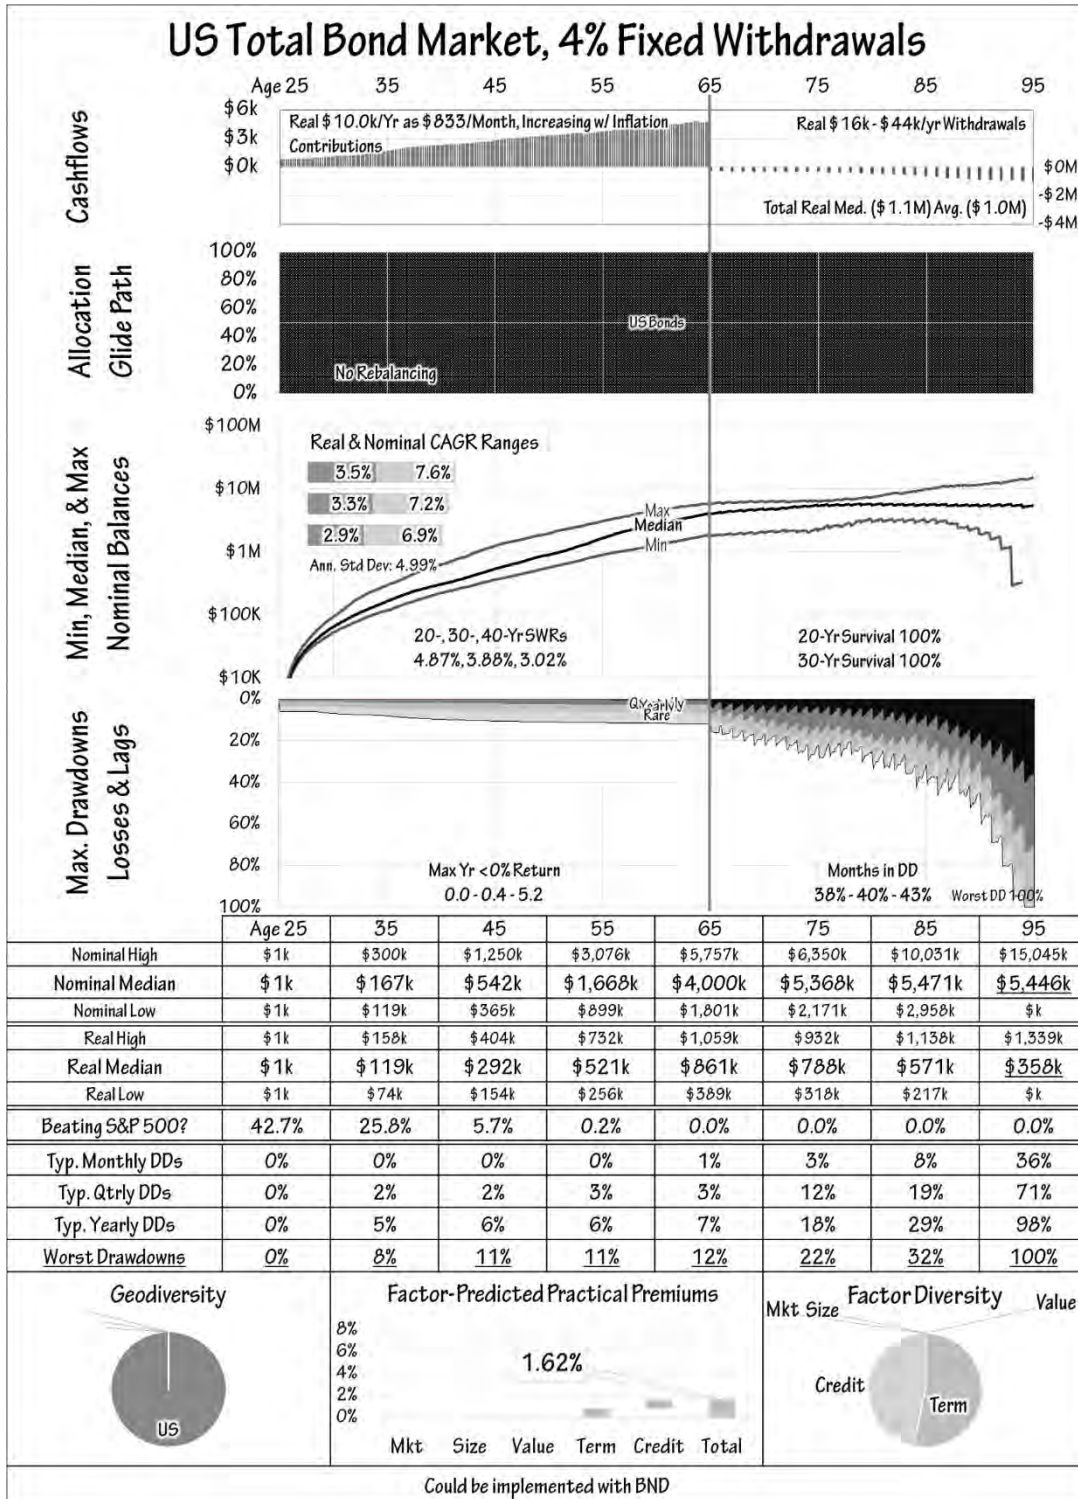 US Total Bond Market, 4% Fixed Withdrawals
Age 25 35 45 55 65 75 85 95
Cashflows
$6k
$3k
$0k
Real $10.0k/Yr as $833/Month, Increasing w/ Inflation
Contributions
Real $16k - $44k/yr Withdrawals
Total Real Med. ($1.1M) Avg. ($1.0M)
$0M
-$2M
-$4M
Allocation
Glide Path
100%
80%
60%
40%
20%
0%
US Bonds
No Rebalancing
Min, Median, & Max
Nominal Balances
$100M
$10M
$1M
$100K
$10K
Real & Nominal CAGR Ranges
3.5% 7.6%
3.3% 7.2%
2.9% 6.9%
Ann. Std Dev: 4.99%
Max
Median
Min
20-, 30-, 40-Yr SWRs
4.87%, 3.88%, 3.02%
20-Yr Survival 100%
30-Yr Survival 100%
Max. Drawdowns
Losses & Lags
0%
20%
40%
60%
80%
100%
Rare
Max Yr <0% Return
0.0 - 0.4 - 5.2
Months in DD
38% - 40% - 43%
Worst DD 100%
Age 25 35 45 55 65 75 85 95
Nominal High $1k $300k $1,250k $3,076k $5,757k $6,350k $10,031k $15,045k
Nominal Median $1k $167k $542k $1,668k $4,000k $5,368k $5,471k $5,446k
Nominal Low $1k $119k $365k $899k $1,801k $2,171k $2,958k $k
Real High $1k $158k $404k $732k $1,059k $932k $1,138k $1,339k
Real Median $1k $119k $292k $521k $861k $788k $571k $358k
Real Low $1k $74k $154k $256k $389k $318k $217k $k
Beating S&P 500? 42.7% 25.8% 5.7% 0.2% 0.0% 0.0% 0.0% 0.0%
Typ. Monthly DDs 0% 0% 0% 0% 1% 3% 8% 36%
Typ. Qtrly DDs 0% 2% 2% 3% 3% 12% 19% 71%
Typ. Yearly DDs 0% 5% 6% 6% 7% 18% 29% 98%
Worst Drawdowns 0% 8% 11% 11% 12% 22% 32% 100%
Geodiversity
US
Factor-Predicted Practical Premiums
8%
6%
4%
2%
0%
1.62%
Mkt Size Value Term Credit Total
Factor Diversity
Mkt Size
Value
Credit
Term
Could be implemented with BND